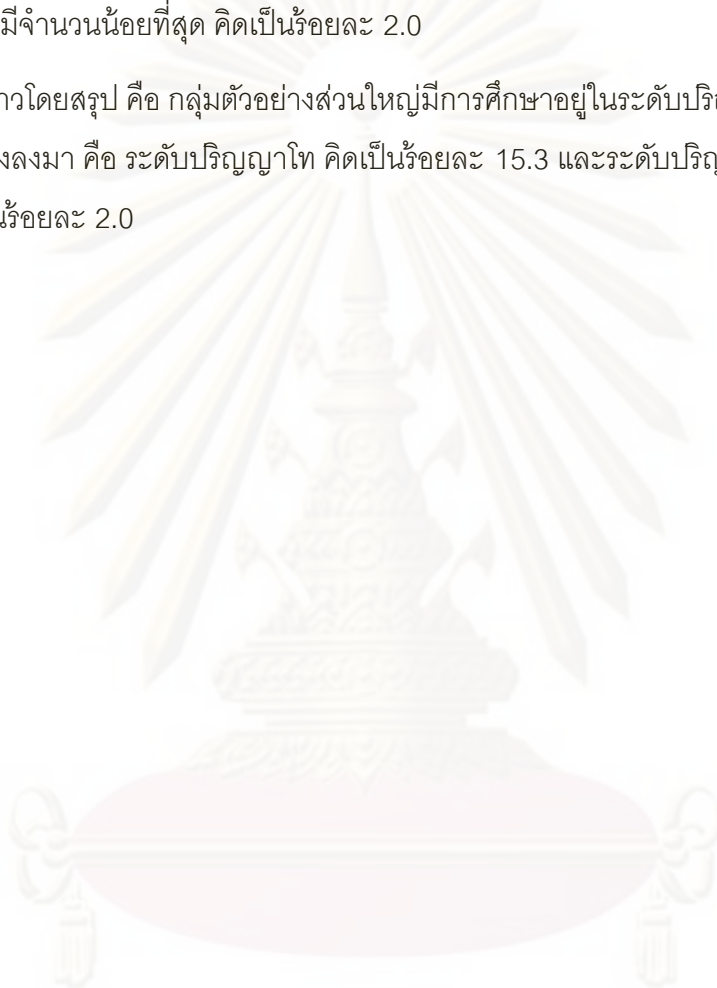 มีจำนวนน้อยที่สุด คิดเป็นร้อยละ 2.0
าวโดยสรุป คือ กลุ่มตัวอย่างส่วนใหญ่มีการศึกษาอยู่ในระดับปริญ
งลงมา คือ ระดับปริญญาโท คิดเป็นร้อยละ 15.3 และระดับปริญ
นร้อยละ 2.0